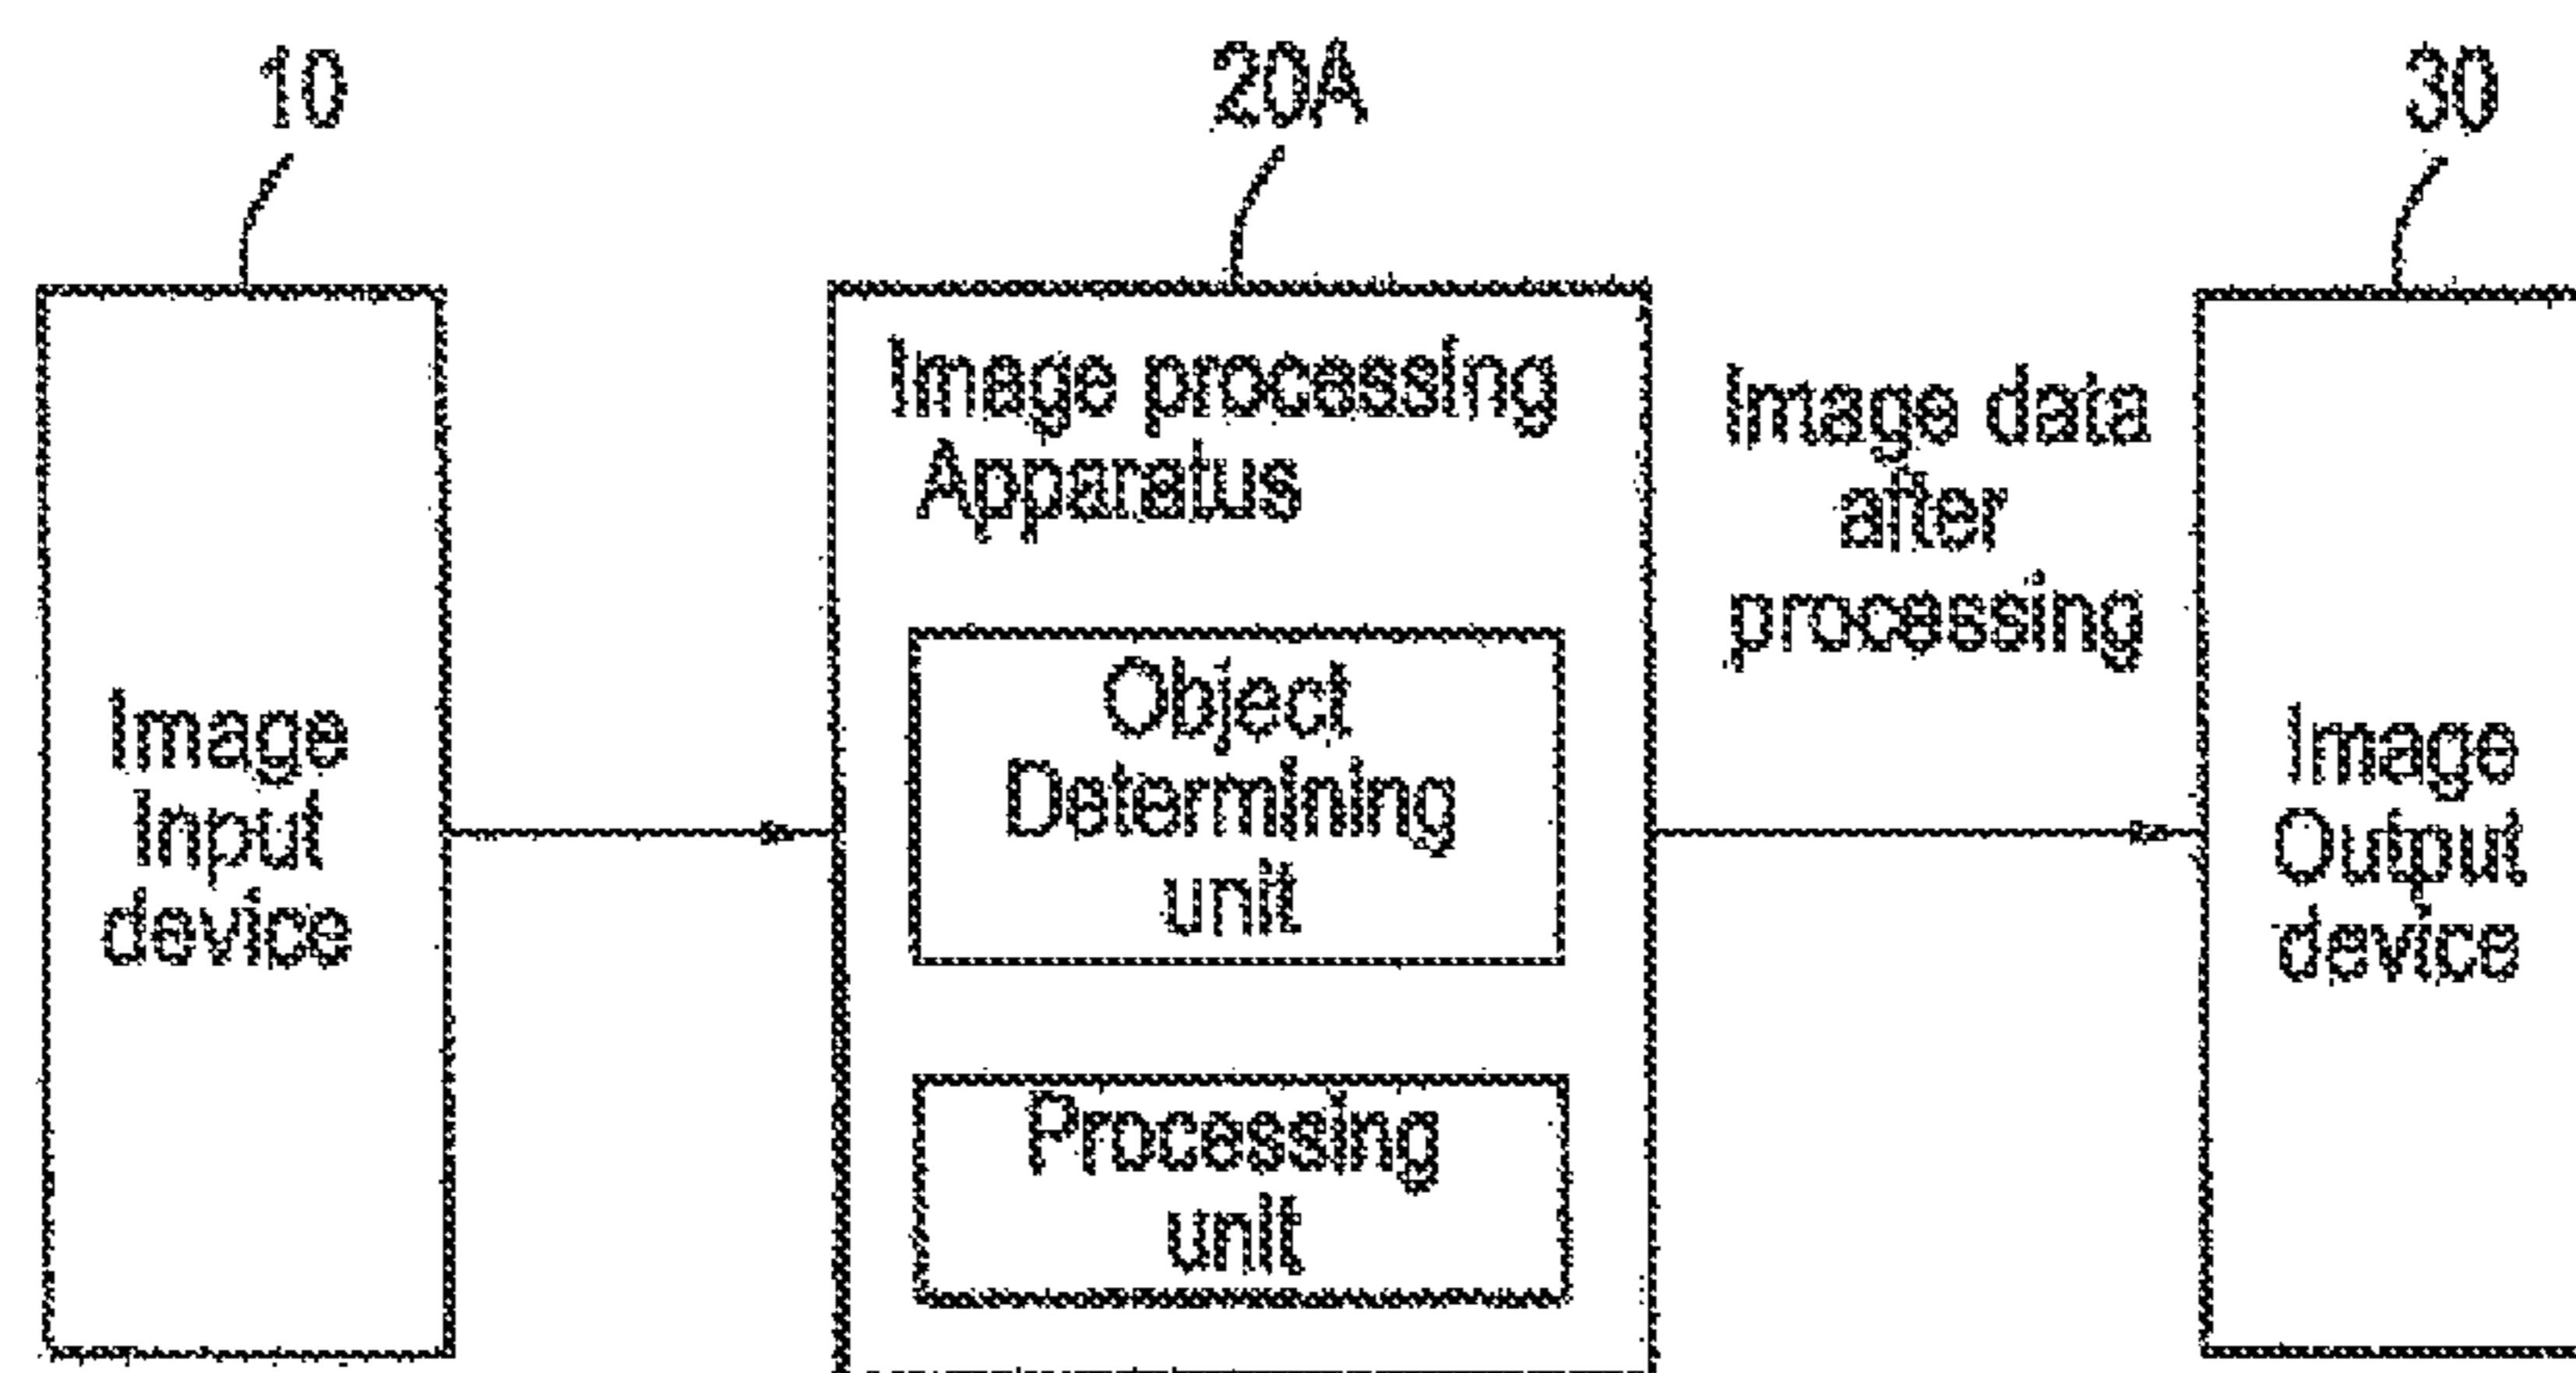 10
20A
30
Image processing
Apparatus
Image data
after
processing
Object
Determining
unit
Image
Input
device
Image
Output
device
Processing
unit